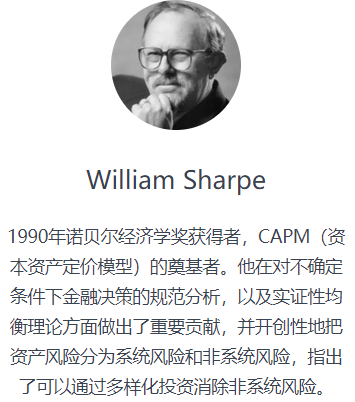 William Sharpe
1990年诺贝尔经济学奖获得者，CAPM（资
本资产定价模型）的奠基者。他在对不确定
条件下金融决策的规范分析，以及实证性均
衡理论方面做出了重要贡献，并开创性地把
资产风险分为系统风险和非系统风险，指出
了可以通过多样化投资消除非系统风险。